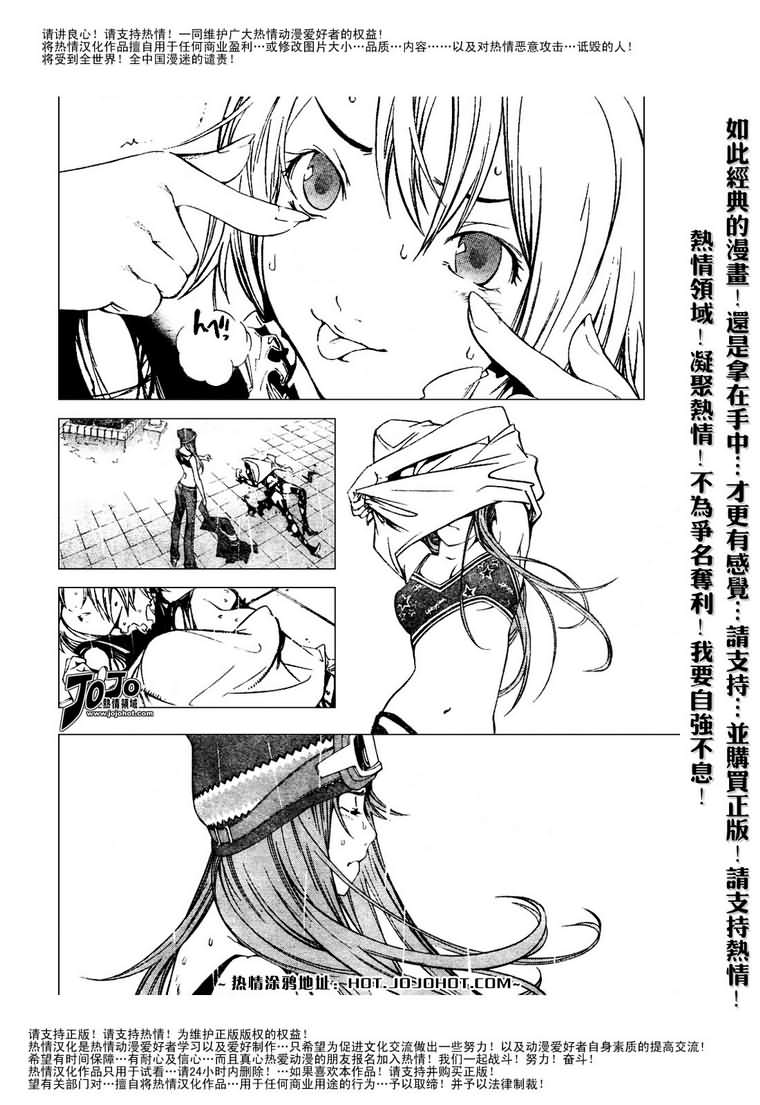 请讲良心！请支持热情！一同维护广大热情动漫爱好者的权益！
将热情汉化作品擅自用于任何商业盈利…或修改图片大小…品质…内容……以及对热情恶意攻击…诋毁的人！
将受到全世界！全中国漫迷的谴责！
如此經典的漫畫！還是拿在手中…才更有感覺…請支持…並購買正版！請支持熱情！
熱情領域！凝聚熱情！不為爭名奪利！我要自強不息！
んべっ
JOJO
熱情領域
www.jojohot.com
~ 热情涂鸦地址：HOT.JOJOHOT.COM ~
请支持正版！请支持热情！为维护正版版权的权益！
热情汉化是热情动漫爱好者学习以及爱好制作…只希望为促进文化交流做出一些努力！以及动漫爱好者自身素质的提高交流！
希望有时间保障…有耐心及信心…而且真心热爱动漫的朋友报名加入热情！我们一起战斗！努力！奋斗！
热情汉化作品只用于试看…请24小时内删除！…如果喜欢本作品！请支持并购买正版！
望有关部门对…擅自将热情汉化作品…用于任何商业用途的行为…予以取缔！并予以法律制裁！